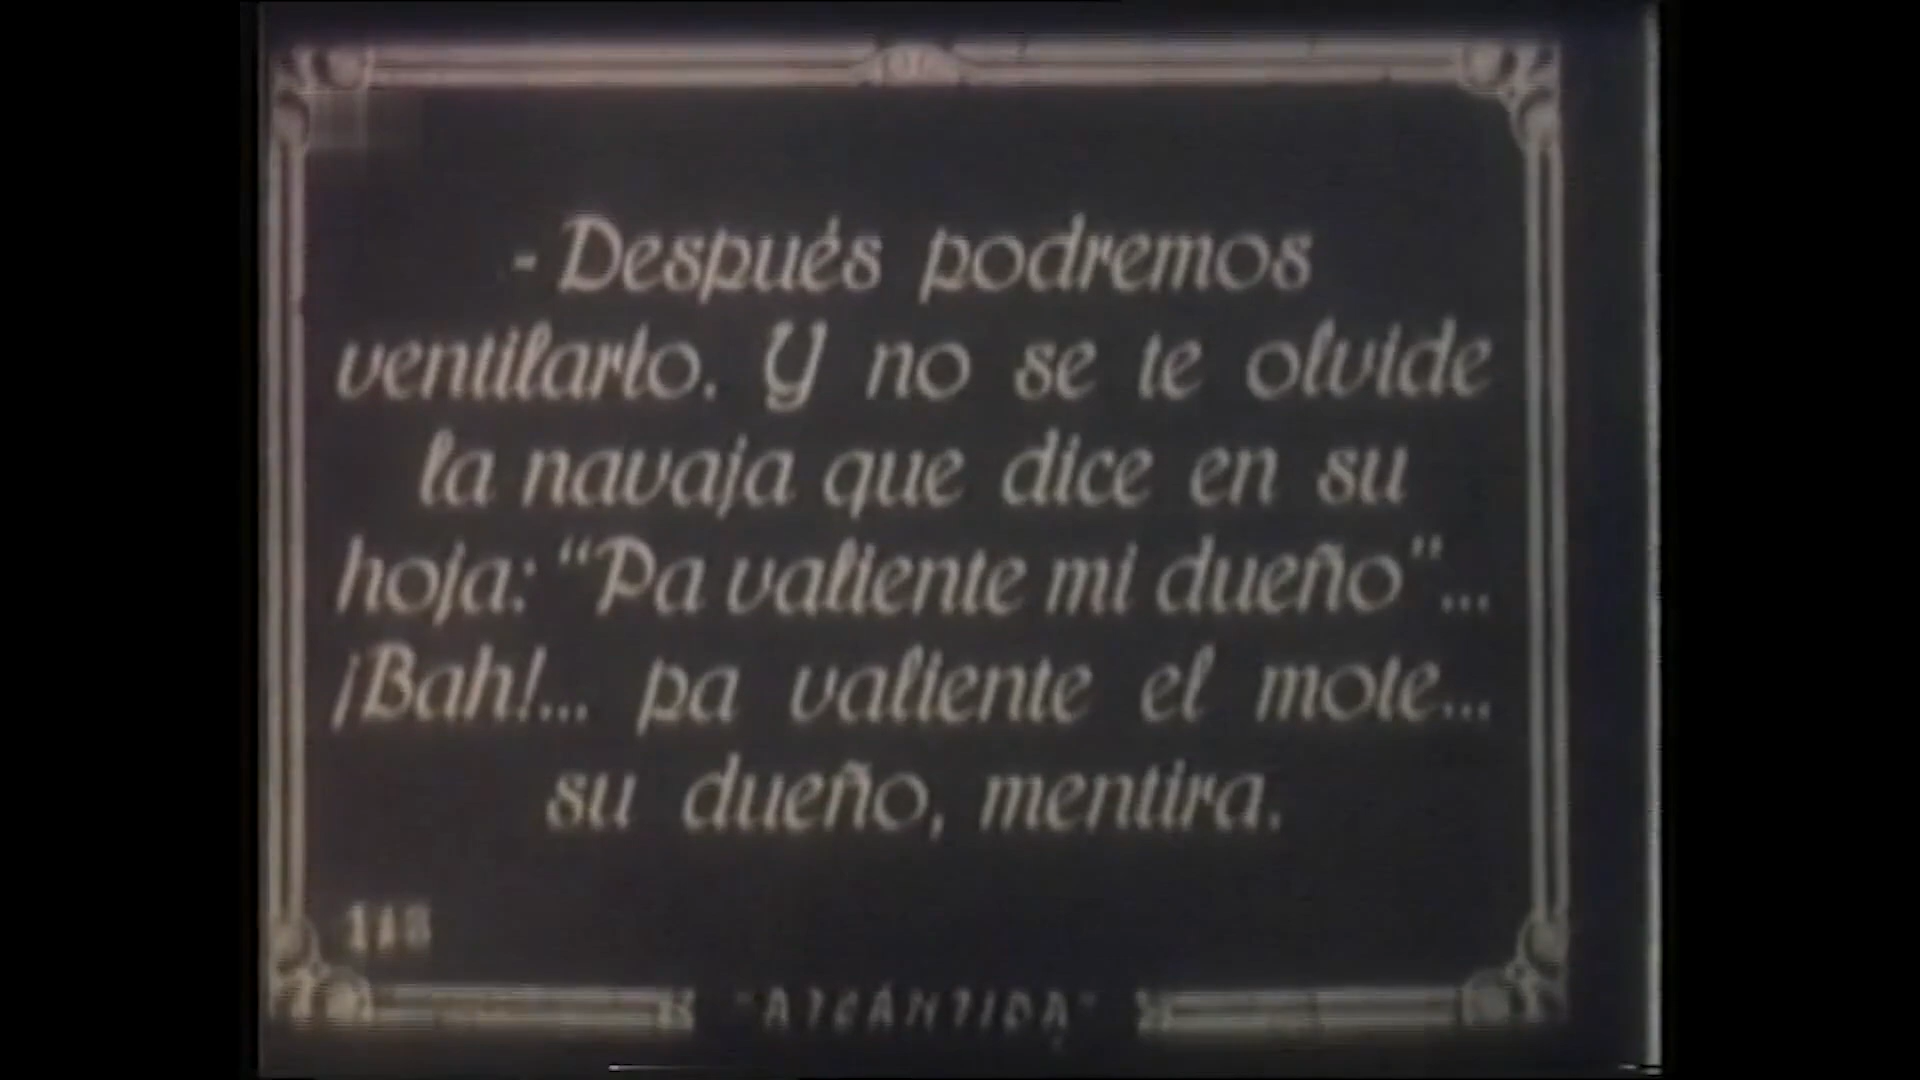 - Después podremos
ventilarlo. Y no se te olvide
la navaja que dice en su
hoja: “Pa valiente mi dueño”...
¡Bah!... pa valiente el mote...
su dueño, mentira.
118
"ATLÁNTIDA"